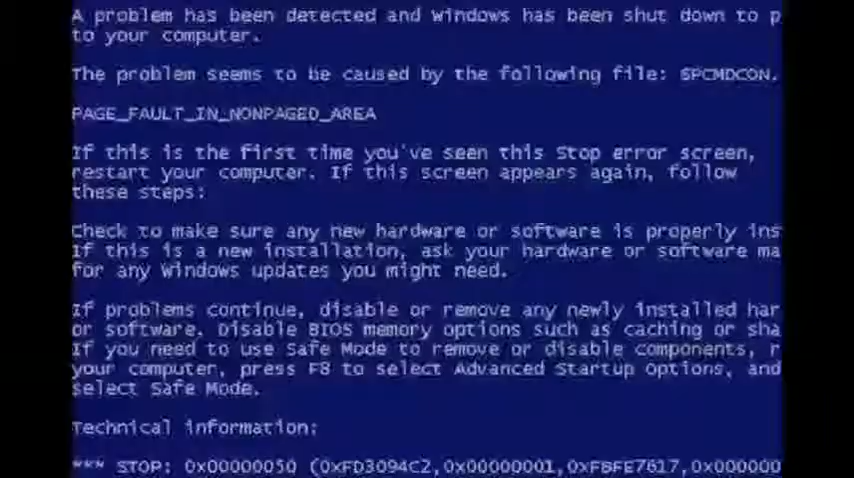 A problem has been detected and Windows has been shut down to p
to your computer.
The problem seems to be caused by the following file: SPCMDCON.
PAGE_FAULT_IN_NONPAGED_AREA
If this is the first time you've seen this Stop error screen,
restart your computer. If this screen appears again, follow
these steps:
Check to make sure any new hardware or software is properly ins
If this is a new installation, ask your hardware or software ma
for any Windows updates you might need.
If problems continue, disable or remove any newly installed har
or software. Disable BIOS memory options such as caching or sha
If you need to use Safe Mode to remove or disable components, r
your computer, press F8 to select Advanced Startup Options, and
select Safe Mode.
Technical information:
*** STOP: 0x00000050 (0xFD3094C2,0x00000001,0xFBFE7617,0x000000